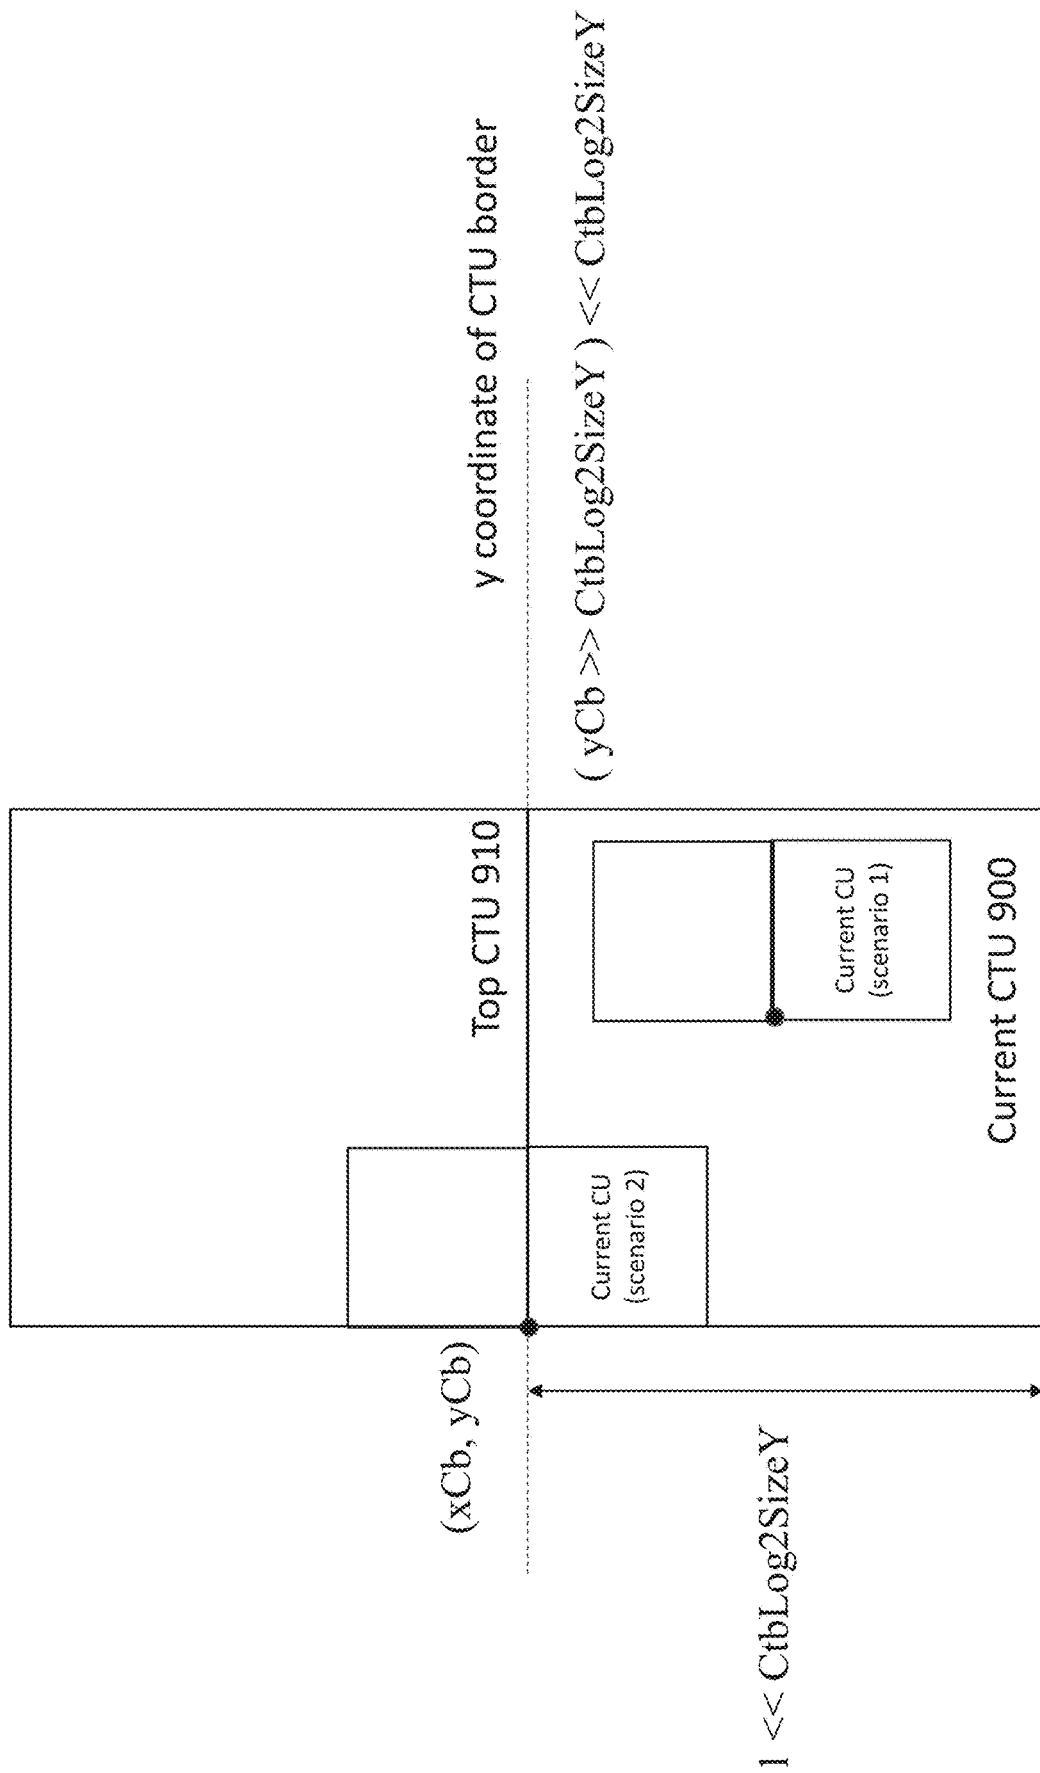 y coordinate of CTU border
( yCb >> CtbLog2SizeY ) << CtbLog2SizeY
Top CTU 910
(xCb, yCb)
Current CU
(scenario 2)
Current CU
(scenario 1)
Current CTU 900
1 << CtbLog2SizeY